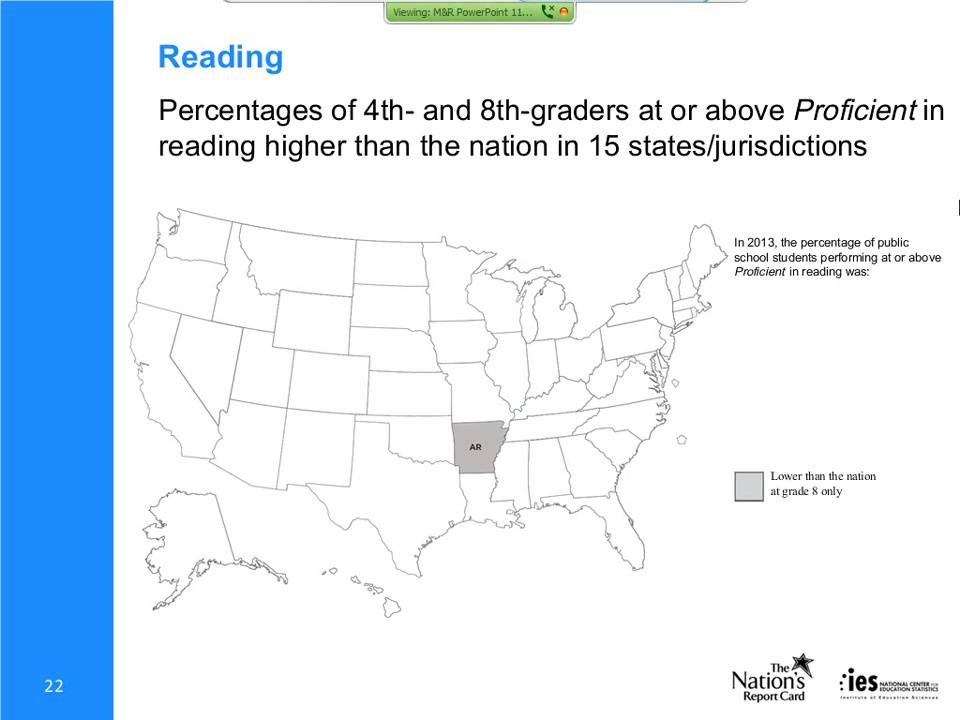 Viewing: M&R PowerPoint 11...
Reading
Percentages of 4th- and 8th-graders at or above Proficient in
reading higher than the nation in 15 states/jurisdictions
In 2013, the percentage of public
school students performing at or above
Proficient in reading was:
AR
Lower than the nation
at grade 8 only
22
The
Nation's
Report Card
ies NATIONAL CENTER FOR
EDUCATION STATISTICS
Institute of Education Sciences